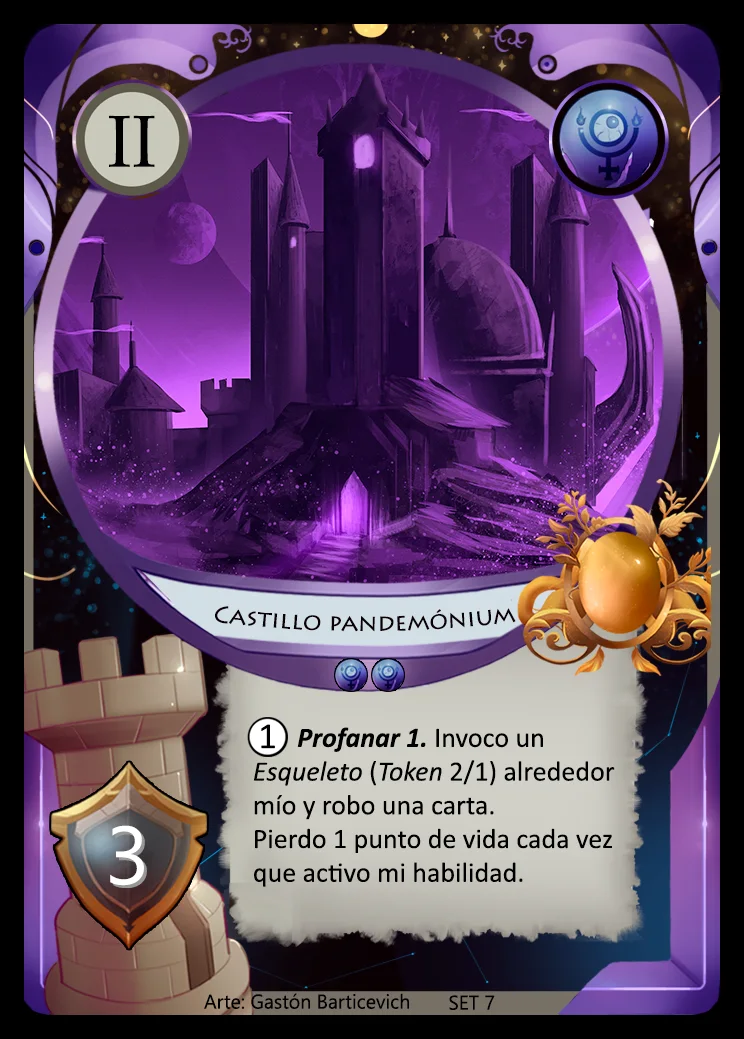 II
Castillo pandemónium
1 Profanar 1. Invoco un
Esqueleto (Token 2/1) alrededor
mío y robo una carta.
Pierdo 1 punto de vida cada vez
que activo mi habilidad.
3
Arte: Gastón Barticevich SET 7